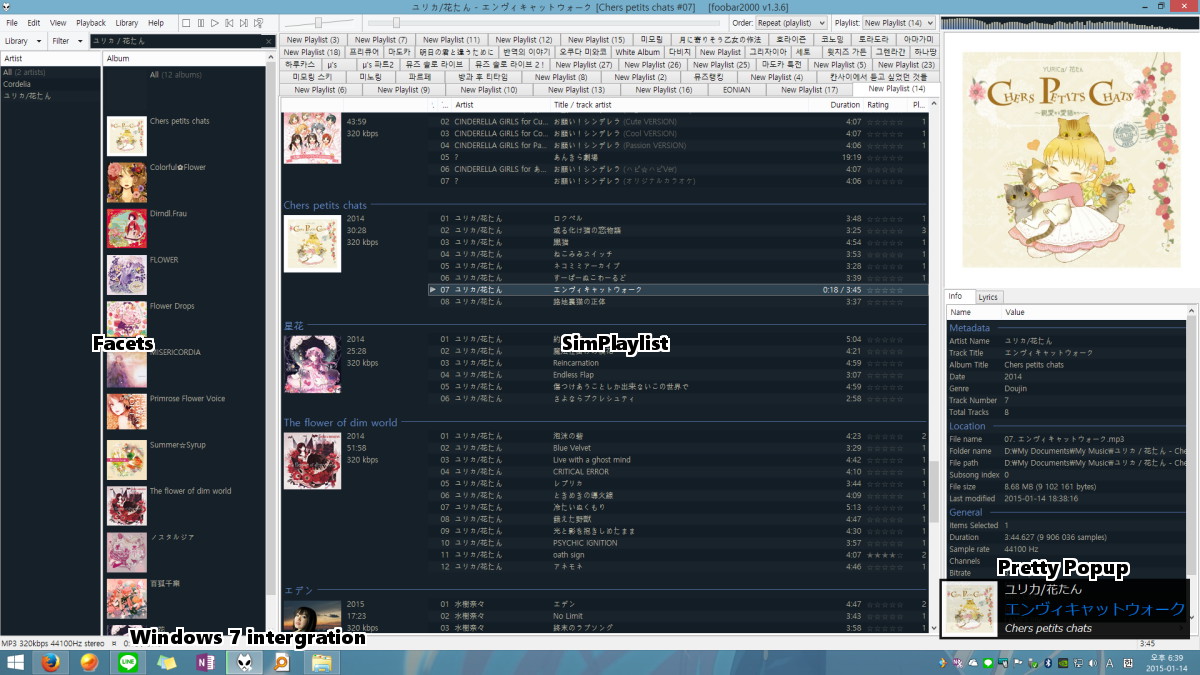 ユリカ/花たん - エンヴィキャットウォーク [Chers petits chats #07]   [foobar2000 v1.3.6]
File Edit View Playback Library Help
Order: Repeat (playlist) Playlist: New Playlist (14)
Library Filter ユリカ / 花たん
New Playlist (3) New Playlist (7) New Playlist (11) New Playlist (12) New Playlist (15) 미모링 月に寄りそう乙女の作法 호라이즌 코노밍 토라도라 아마가미
New Playlist (18) 프리큐어 마도카 明日の君と逢うために 반역의 이야기 오쿠다 미와코 White Album 다비치 New Playlist 그리자이아 세토 윗치즈 가든 그렌라간 하나땅
하루카스 μ's μ's 파트2 유즈 솔로 라이브 유즈 솔로 라이브 2! New Playlist (27) New Playlist (26) New Playlist (25) 마도카 록전 New Playlist (5) New Playlist (23)
미모링 스키 미노링 파르페 방과 후 티타임 New Playlist (8) New Playlist (2) 뮤즈랭킹 New Playlist (4) 칸사이에서 듣고 싶었던 것들
New Playlist (6) New Playlist (9) New Playlist (10) New Playlist (13) New Playlist (16) EONIAN New Playlist (17) New Playlist (14)
Artist
All (2 artists)
Cordelia
ユリカ/花たん
Album
All (12 albums)
Chers petits chats
Colorful✿Flower
Dirndl.Frau
FLOWER
Flower Drops
MISERICORDIA
Primrose Flower Voice
Summer☆Syrup
The flower of dim world
ノスタルジア
百狐千華
Facets
Artist Title / track artist Duration Rating Pl...
43:59
320 kbps
02 CINDERELLA GIRLS for Cu... お願い！シンデレラ (Cute VERSION) 4:07 1
03 CINDERELLA GIRLS for Co... お願い！シンデレラ (Cool VERSION) 4:07 1
04 CINDERELLA GIRLS for Pa... お願い！シンデレラ (Passion VERSION) 4:06 1
05 ? あんきら劇場 19:19
06 CINDERELLA GIRLS for あ... お願い！シンデレラ 4:07
07 ? お願い！シンデレラ (オリジナルカラオケ) 4:06
Chers petits chats
2014
30:28
320 kbps
01 ユリカ/花たん ロクベル 3:48 1
02 ユリカ/花たん 或る化け猫の恋物語 3:25 3
03 ユリカ/花たん 黒猫 4:54 1
04 ユリカ/花たん ねこみみスイッチ 3:53 1
05 ユリカ/花たん ネコミミアーカイブ 3:28 1
06 ユリカ/花たん すーぱーぬこわーるど 3:39 1
07 ユリカ/花たん エンヴィキャットウォーク 0:18 / 3:45
08 ユリカ/花たん 路地裏猫の正体 3:37
星花
2014
25:28
320 kbps
01 ユリカ/花たん 5:04
02 ユリカ/花たん 4:21
03 ユリカ/花たん Reincarnation 4:59
04 ユリカ/花たん Endless Flap 3:07
05 ユリカ/花たん 傷つけあうことしか出来ないこの世界で 4:59
06 ユリカ/花たん さよならプクレシュティ 2:58
SimPlaylist
The flower of dim world
2014
51:58
320 kbps
01 ユリカ/花たん 泡沫の砦 4:23 2
02 ユリカ/花たん Blue Velvet 3:29 1
03 ユリカ/花たん Live with a ghost mind 4:42 1
04 ユリカ/花たん CRITICAL ERROR 4:10 1
05 ユリカ/花たん レプリカ 3:44 1
06 ユリカ/花たん ときめきの導火線 4:09 1
07 ユリカ/花たん 冷たいぬくもり 5:13 1
08 ユリカ/花たん 餓えた野獣 4:47 1
09 ユリカ/花たん 光と影を抱きしめたまま 4:30 1
10 ユリカ/花たん PSYCHIC IGNITION 3:57 1
11 ユリカ/花たん oath sign 4:07 ★★★★☆ 2
12 ユリカ/花たん アネモネ 4:46 1
エデン
2015
17:23
320 kbps
01 水樹奈々 エデン 4:47 2
02 水樹奈々 No Limit 3:43 1
03 水樹奈々 終末のラブソング 3:58 1
YURiCa/花たん
CHERS PETITS CHATS
Info Lyrics
Name Value
Metadata
Artist Name ユリカ/花たん
Track Title エンヴィキャットウォーク
Album Title Chers petits chats
Date 2014
Genre Doujin
Track Number 7
Total Tracks 8
Location
File name 07. エンヴィキャットウォーク.mp3
Folder name D:₩My Documents₩My Music₩ユリカ / 花たん - Che
File path D:₩My Documents₩My Music₩ユリカ / 花たん - Che
Subsong index 0
File size 8.68 MB (9 102 161 bytes)
Last modified 2015-01-14 18:38:16
General
Items Selected 1
Duration 3:44.627 (9 906 036 samples)
Sample rate 44100 Hz
Channels
Bitrate
Pretty Popup
ユリカ/花たん
エンヴィキャットウォーク
Chers petits chats
MP3 320kbps 44100Hz stereo
3:45
Windows 7 intergration
LINE
A 한
오후 6:39
2015-01-14